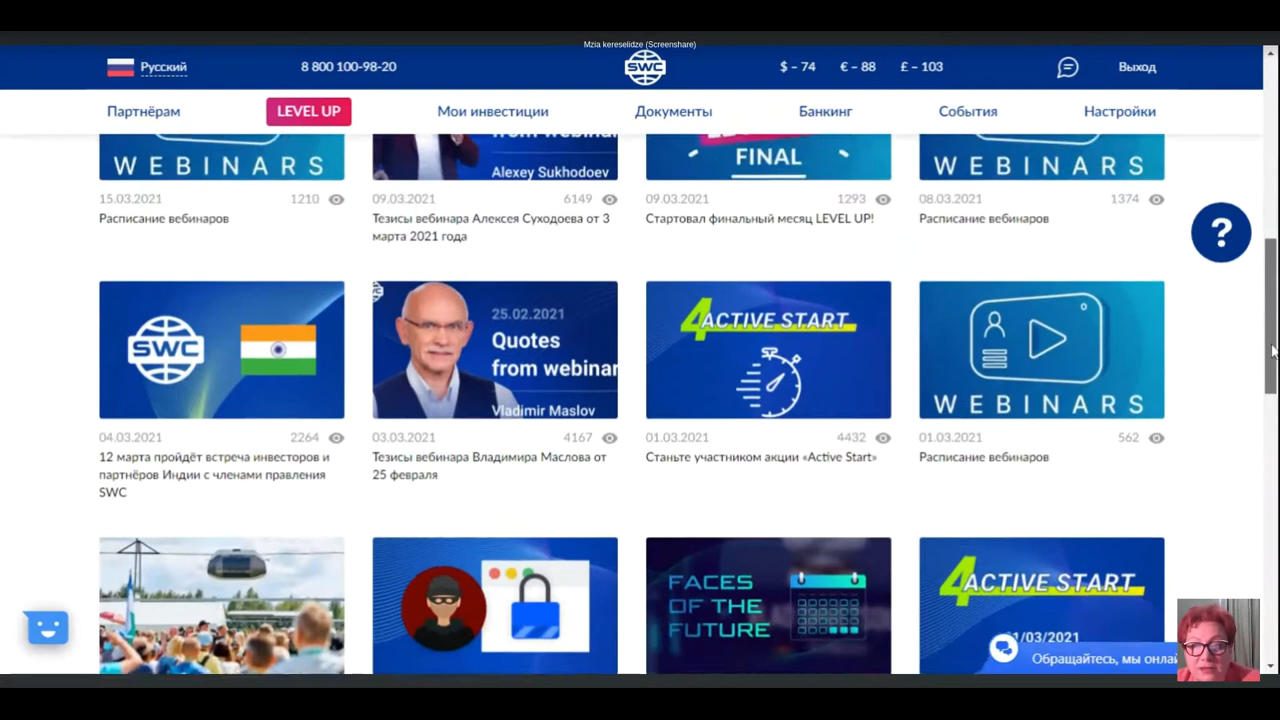 Mzia kereselidze (Screenshare)
Русский
8 800 100-98-20
SWC
$ – 74
€ – 88
£ – 103
Выход
Партнёрам
LEVEL UP
Мои инвестиции
Документы
Банкинг
События
Настройки
WEBINARS
from webinar
Alexey Sukhodoev
FINAL
WEBINARS
15.03.2021
1210
09.03.2021
6149
09.03.2021
1293
08.03.2021
1374
Расписание вебинаров
Тезисы вебинара Алексея Суходоева от 3
марта 2021 года
Стартовал финальный месяц LEVEL UP!
Расписание вебинаров
?
SWC
25.02.2021
Quotes
from webinar
Vladimir Maslov
4ACTIVE START
WEBINARS
04.03.2021
2264
03.03.2021
4167
01.03.2021
4432
01.03.2021
562
12 марта пройдёт встреча инвесторов и
партнёров Индии с членами правления
SWC
Тезисы вебинара Владимира Маслова от
25 февраля
Станьте участником акции «Active Start»
Расписание вебинаров
FACES
OF THE
FUTURE
4ACTIVE START
/03/2021
Обращайтесь, мы